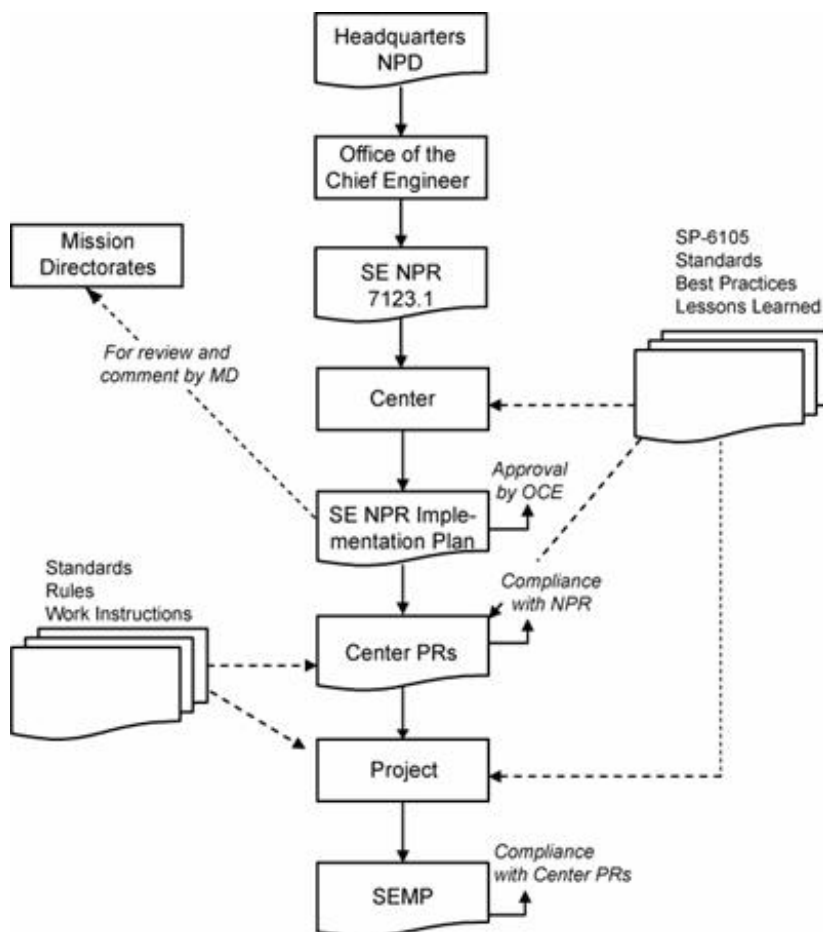 Headquarters
NPD
Office of the
Chief Engineer
Mission
Directorates
SE NPR
7123.1
SP-6105
Standards
Best Practices
Lessons Learned
For review and
comment by MD
Center
Approval
by OCE
SE NPR Imple-
mentation Plan
Standards
Rules
Work Instructions
Compliance
with NPR
Center PRs
Project
Compliance
with Center PRs
SEMP